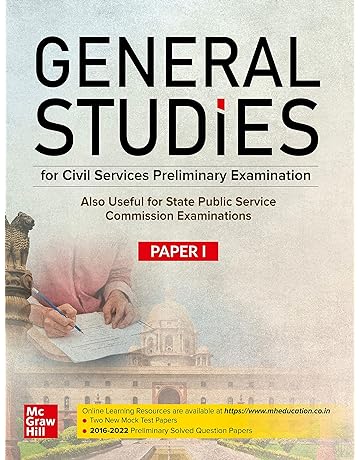 GENERAL
STUDiES
for Civil Services Preliminary Examination
Also Useful for State Public Service
Commission Examinations
PAPER I
Mc
Graw
Hill
Online Learning Resources are available at https://www.mheducation.co.in
• Two New Mock Test Papers
• 2016-2022 Preliminary Solved Question Papers